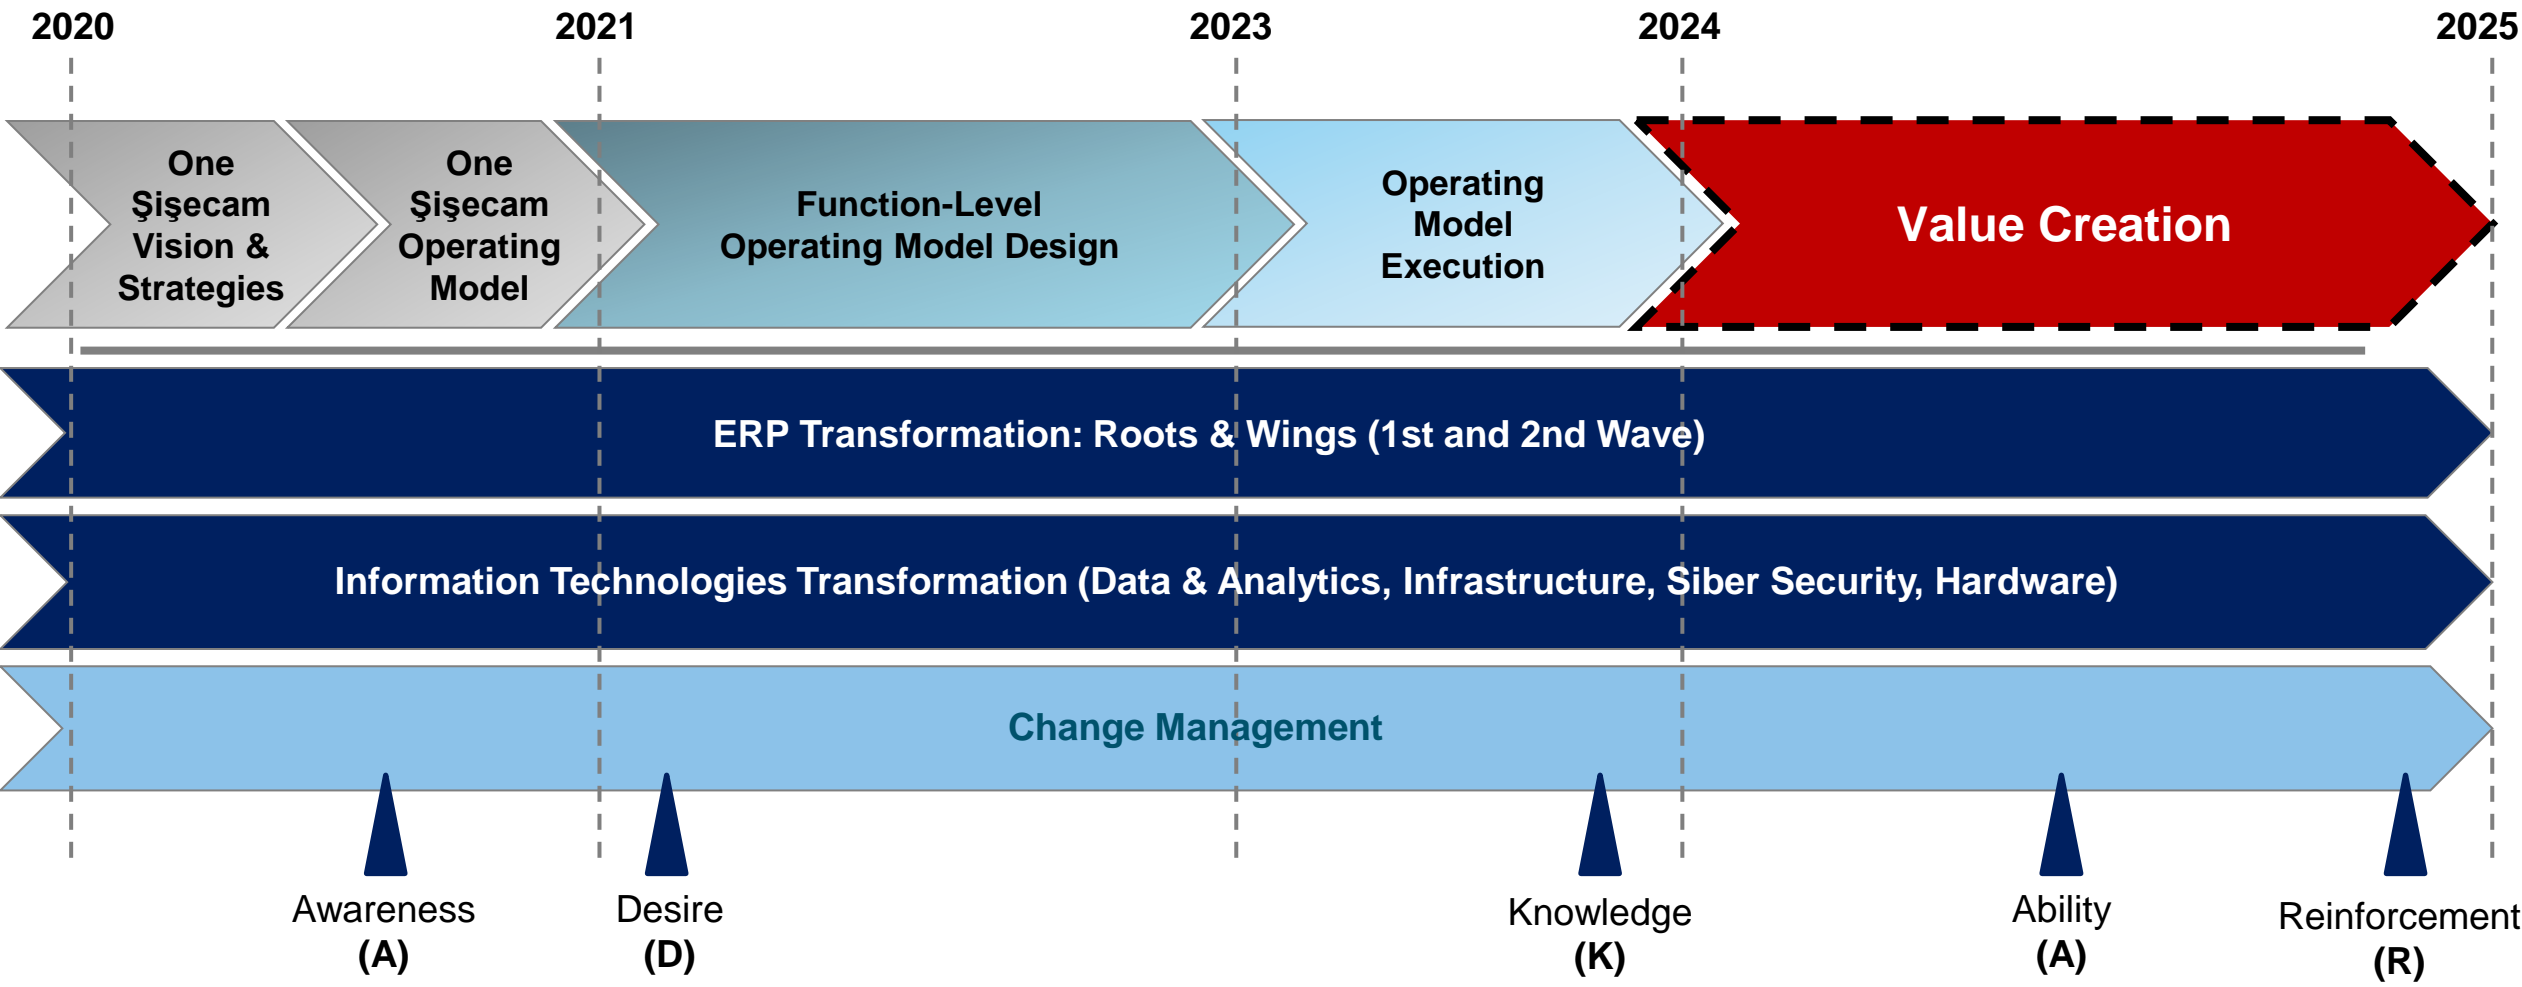 2020
2021
2023
2024
2025
One
Şişecam
Vision &
Strategies
One
Şişecam
Operating
Model
Function-Level
Operating Model Design
Operating
Model
Execution
Value Creation
ERP Transformation: Roots & Wings (1st and 2nd Wave)
Information Technologies Transformation (Data & Analytics, Infrastructure, Siber Security, Hardware)
Change Management
Awareness
(A)
Desire
(D)
Knowledge
(K)
Ability
(A)
Reinforcement
(R)